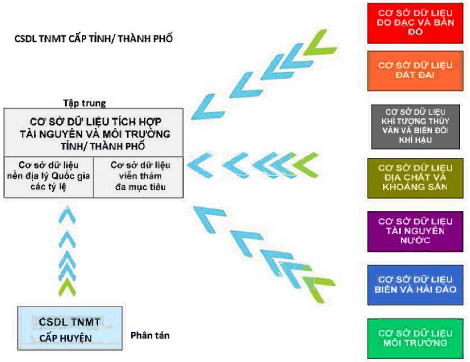 CSDL TNMT CẤP TỈNH/ THÀNH PHỐ
Tập trung
CƠ SỞ DỮ LIỆU TÍCH HỢP
TÀI NGUYÊN VÀ MÔI TRƯỜNG
TỈNH/ THÀNH PHỐ
Cơ sở dữ liệu
nền địa lý Quốc gia
các tỷ lệ
Cơ sở dữ liệu
viễn thám
đa mục tiêu
CSDL TNMT
CẤP HUYỆN
Phân tán
CƠ SỞ DỮ LIỆU
ĐO ĐẠC VÀ BẢN
ĐỒ
CƠ SỞ DỮ LIỆU
ĐẤT ĐAI
CƠ SỞ DỮ LIỆU
KHÍ TƯỢNG THỦY
VĂN VÀ BIẾN ĐỔI
KHÍ HẬU
CƠ SỞ DỮ LIỆU
ĐỊA CHẤT VÀ
KHOÁNG SẢN
CƠ SỞ DỮ LIỆU
TÀI NGUYÊN
NƯỚC
CƠ SỞ DỮ LIỆU
BIỂN VÀ HẢI ĐẢO
CƠ SỞ DỮ LIỆU
MÔI TRƯỜNG